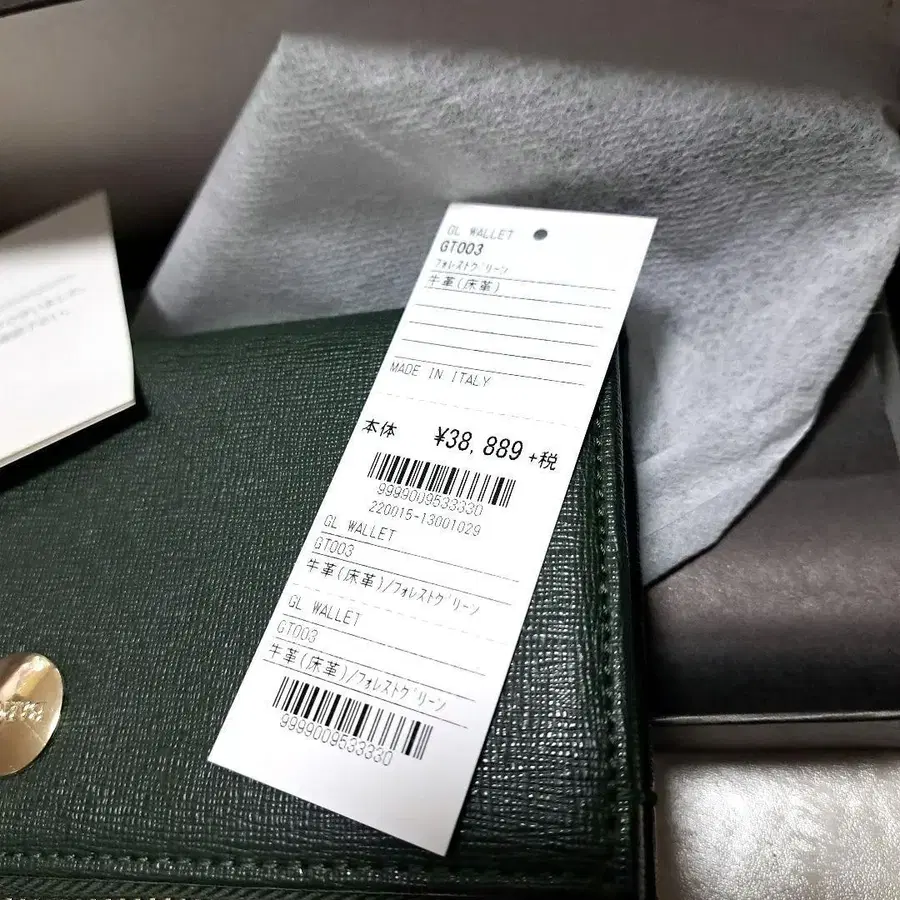 GL WALLET
GT003
フォレストグリーン
牛革(床革)
MADE IN ITALY
本体 ¥38,889+税
9999009533330
220015-13001029
GL WALLET
GT003
牛革(床革)/フォレストグリーン
GL WALLET
GT003
牛革(床革)/フォレストグリーン
9999009533330